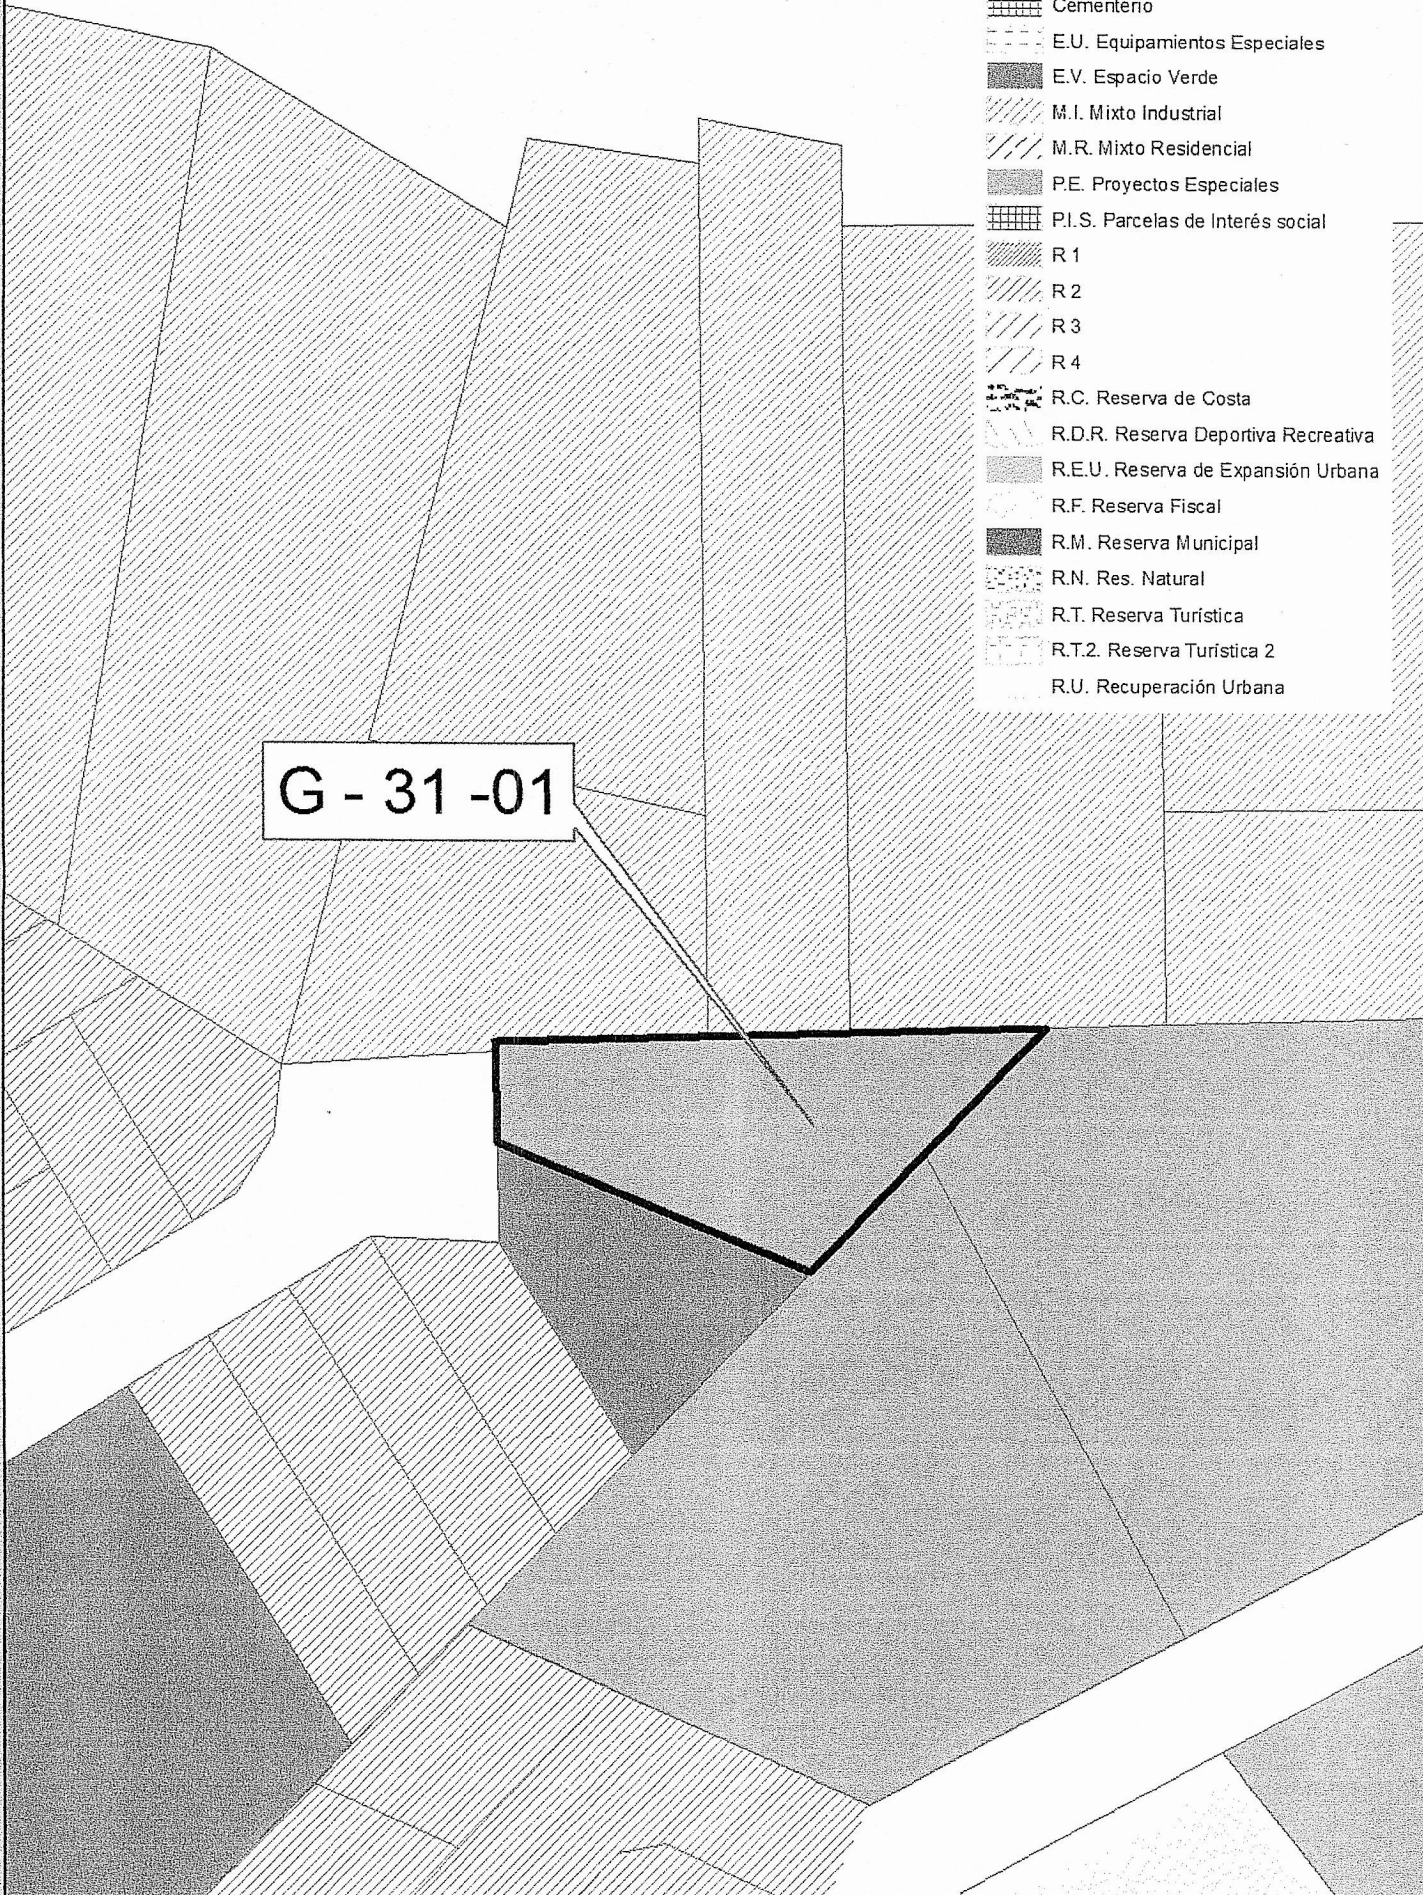 Cementerio
E.U. Equipamientos Especiales
E.V. Espacio Verde
M.I. Mixto Industrial
M.R. Mixto Residencial
P.E. Proyectos Especiales
P.I.S. Parcelas de Interés social
R 1
R 2
R 3
R 4
R.C. Reserva de Costa
R.D.R. Reserva Deportiva Recreativa
R.E.U. Reserva de Expansión Urbana
R.F. Reserva Fiscal
R.M. Reserva Municipal
R.N. Res. Natural
R.T. Reserva Turística
R.T.2. Reserva Turística 2
R.U. Recuperación Urbana
G - 31 -01